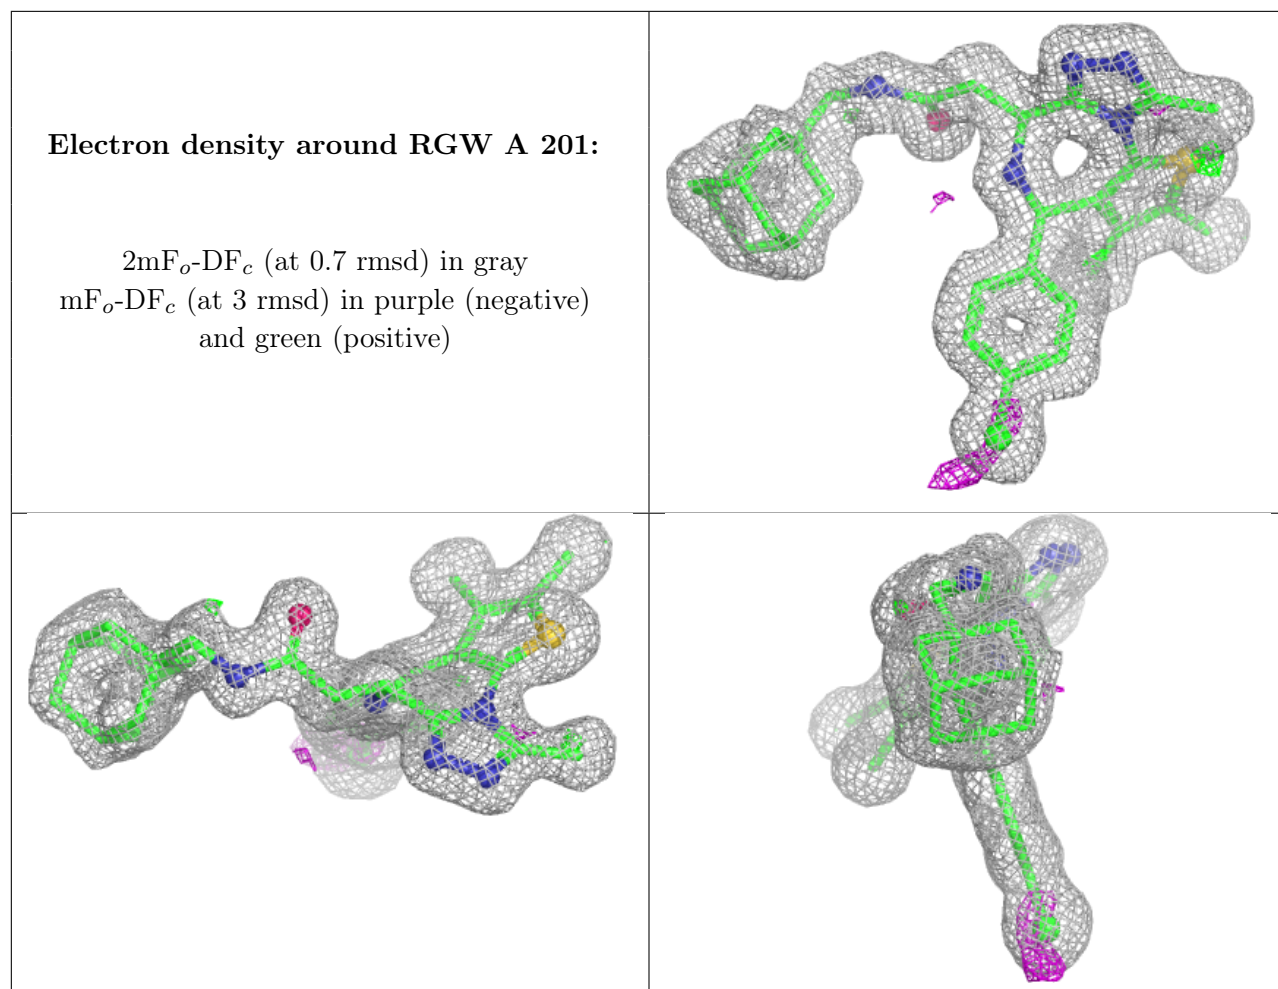 Electron density around RGW A 201:
2mFo-DFc (at 0.7 rmsd) in gray
mFo-DFc (at 3 rmsd) in purple (negative)
and green (positive)